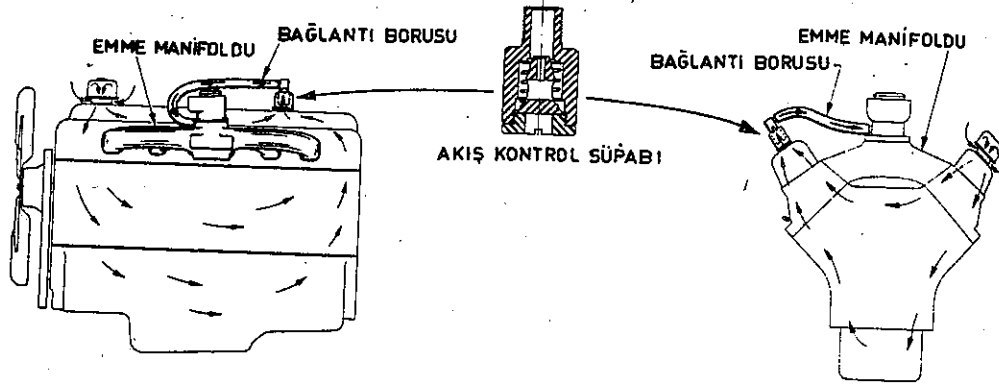 EMME MANİFOLDU
BAĞLANTI BORUSU
AKIŞ KONTROL SÜPABI
EMME MANİFOLDU
BAĞLANTI BORUSU